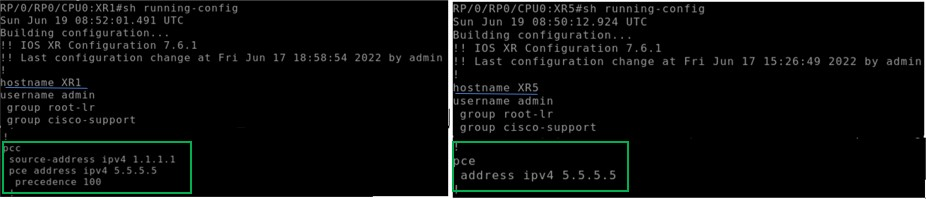 RP/0/RP0/CPU0:XR1#sh running-config
Sun Jun 19 08:52:01.491 UTC
Building configuration...
!! IOS XR Configuration 7.6.1
!! Last configuration change at Fri Jun 17 18:58:54 2022 by admin
!
hostname XR1
username admin
 group root-lr
 group cisco-support
!
pcc
 source-address ipv4 1.1.1.1
 pce address ipv4 5.5.5.5
  precedence 100
RP/0/RP0/CPU0:XR5#sh running-config
Sun Jun 19 08:50:12.924 UTC
Building configuration...
!! IOS XR Configuration 7.6.1
!! Last configuration change at Fri Jun 17 15:26:49 2022 by admin
!
hostname XR5
username admin
 group root-lr
 group cisco-support
!
pce
 address ipv4 5.5.5.5
!